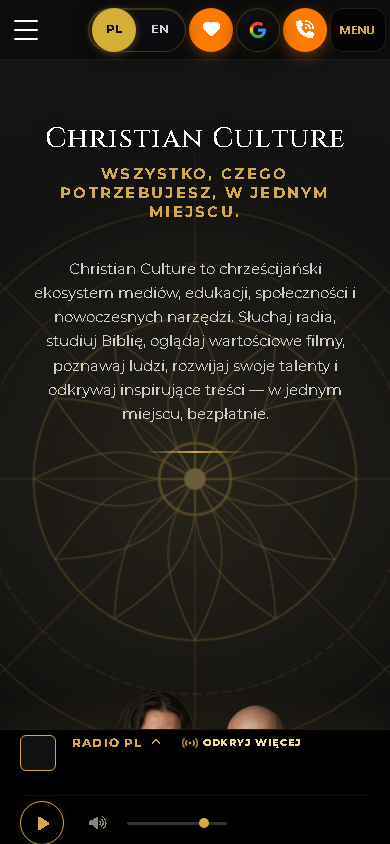 PL EN MENU
Christian Culture
WSZYSTKO, CZEGO
POTRZEBUJESZ, W JEDNYM
MIEJSCU.
Christian Culture to chrześcijański
ekosystem mediów, edukacji, społeczności i
nowoczesnych narzędzi. Słuchaj radia,
studiuj Biblię, oglądaj wartościowe filmy,
poznawaj ludzi, rozwijaj swoje talenty i
odkrywaj inspirujące treści — w jednym
miejscu, bezpłatnie.
RADIO PL ODKRYJ WIĘCEJ